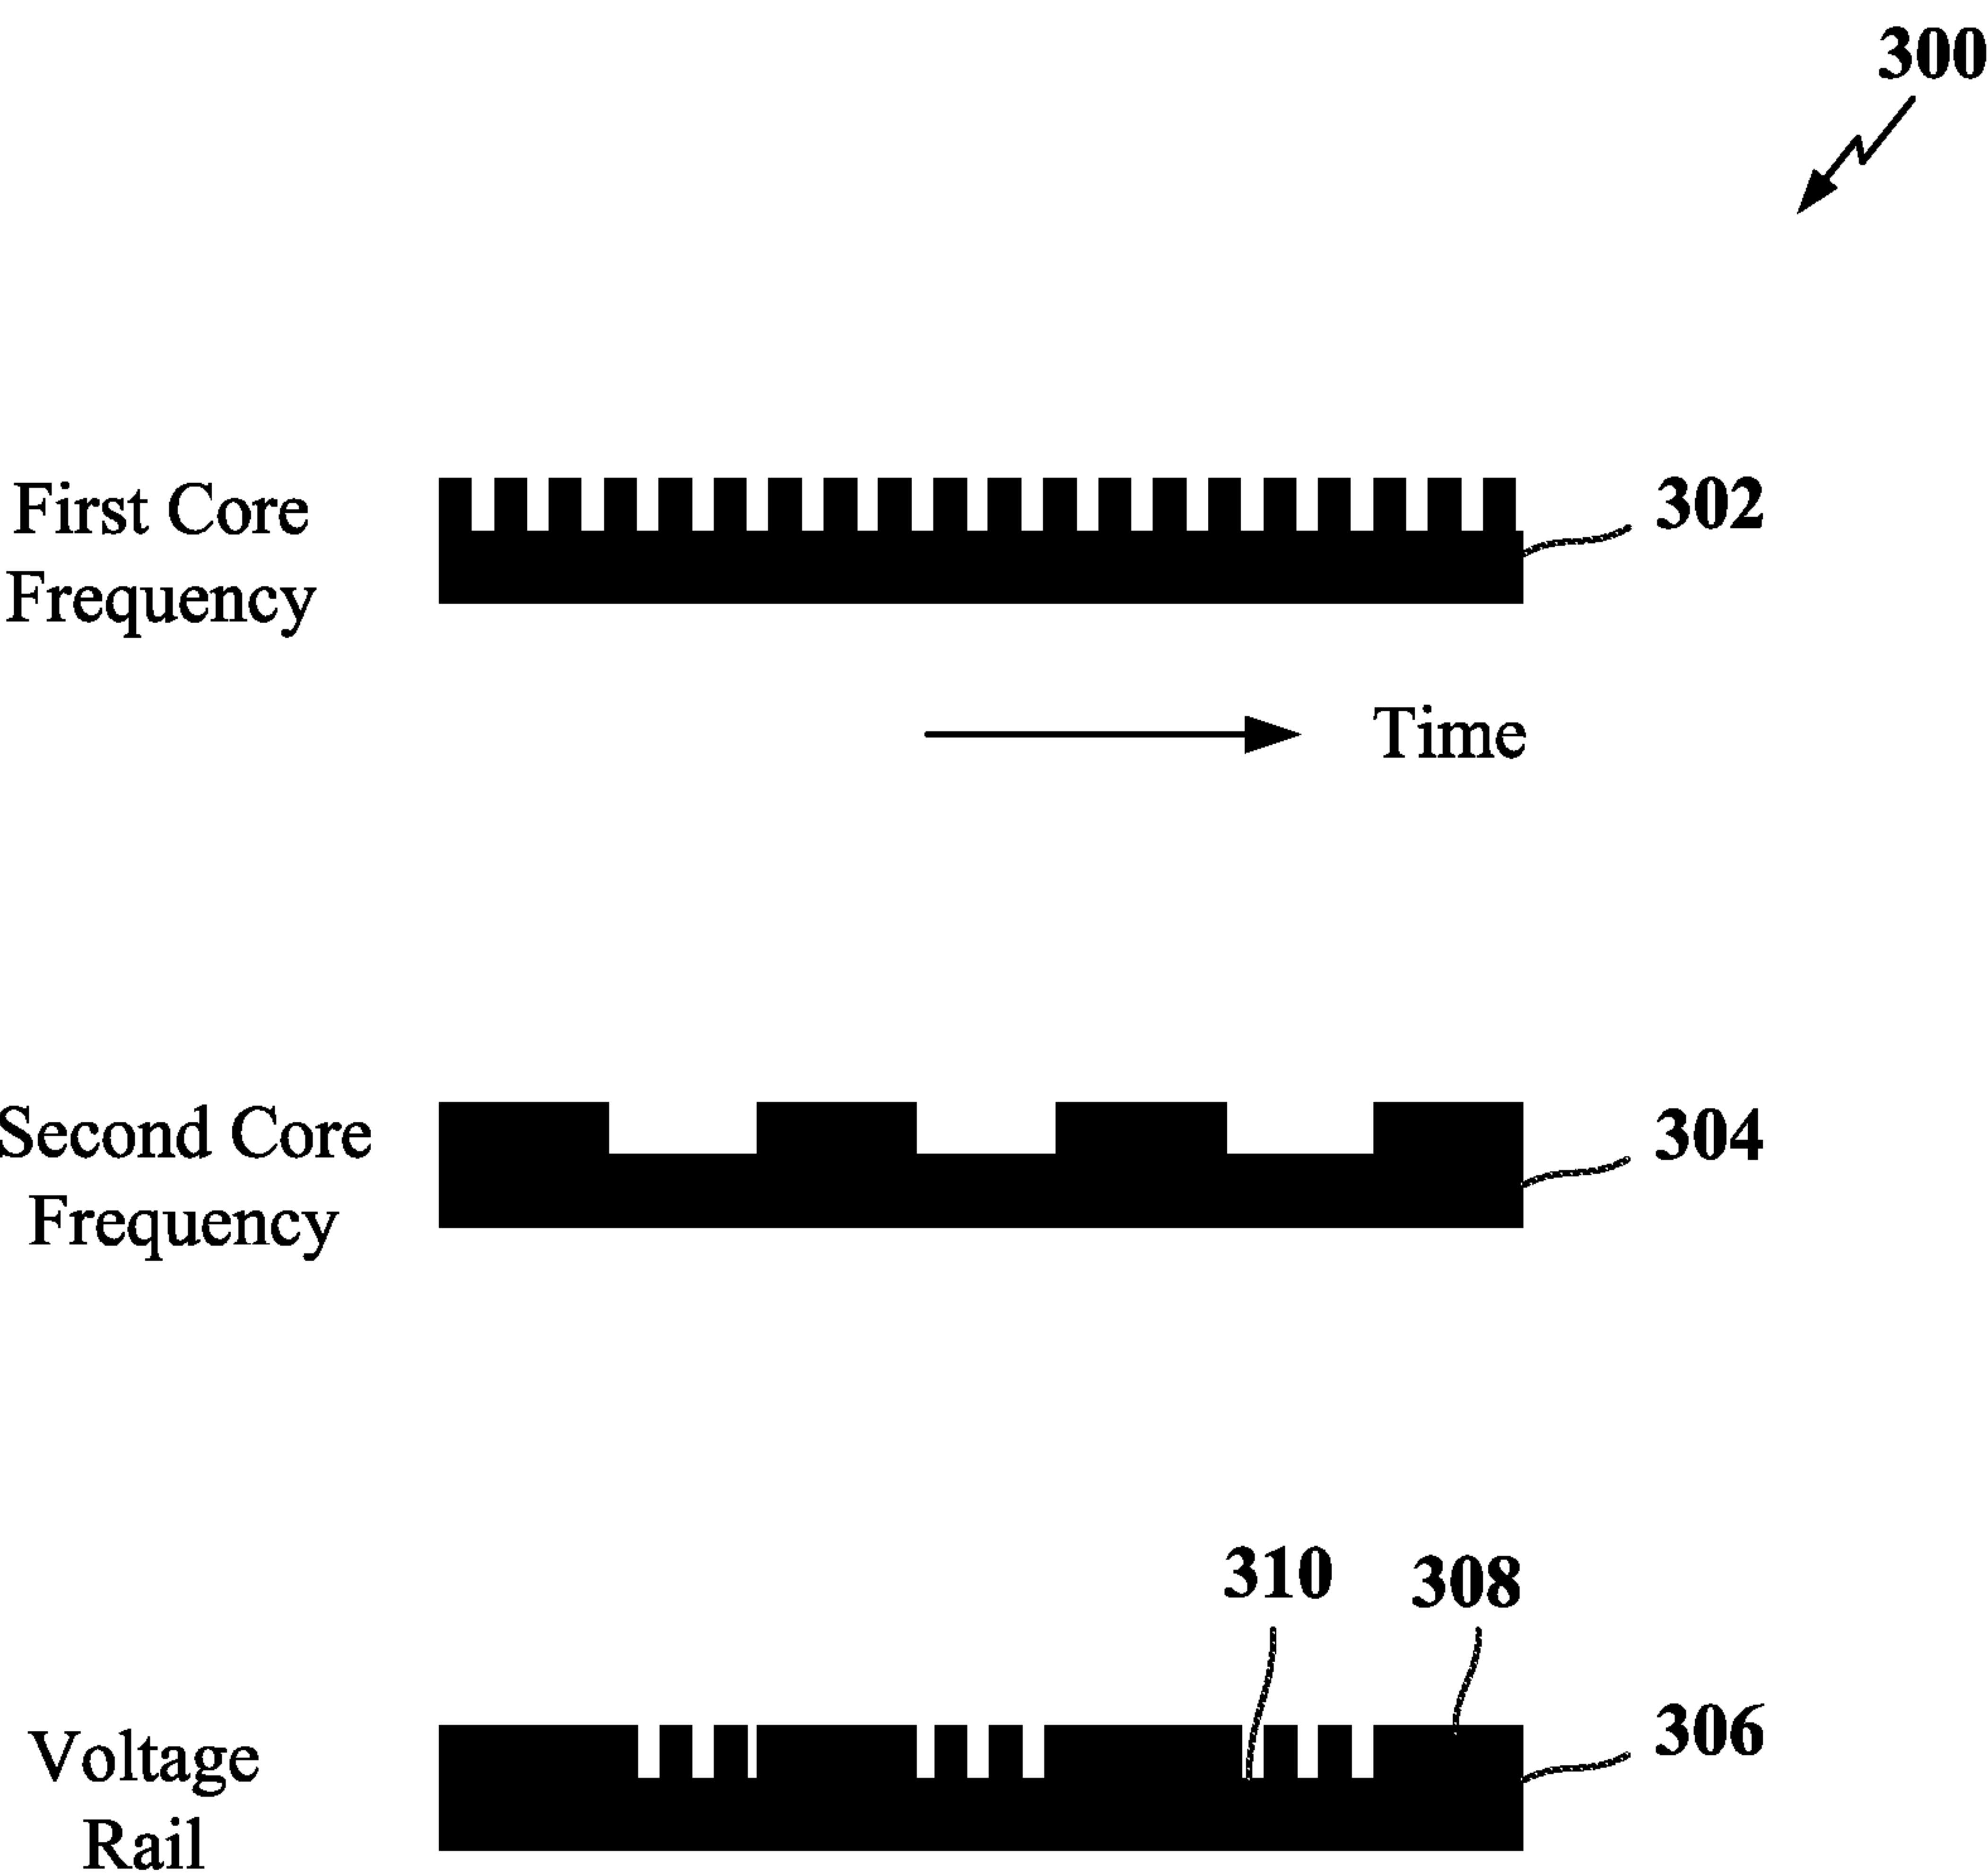 300
First Core
Frequency
302
Time
Second Core
Frequency
304
310
308
Voltage
Rail
306